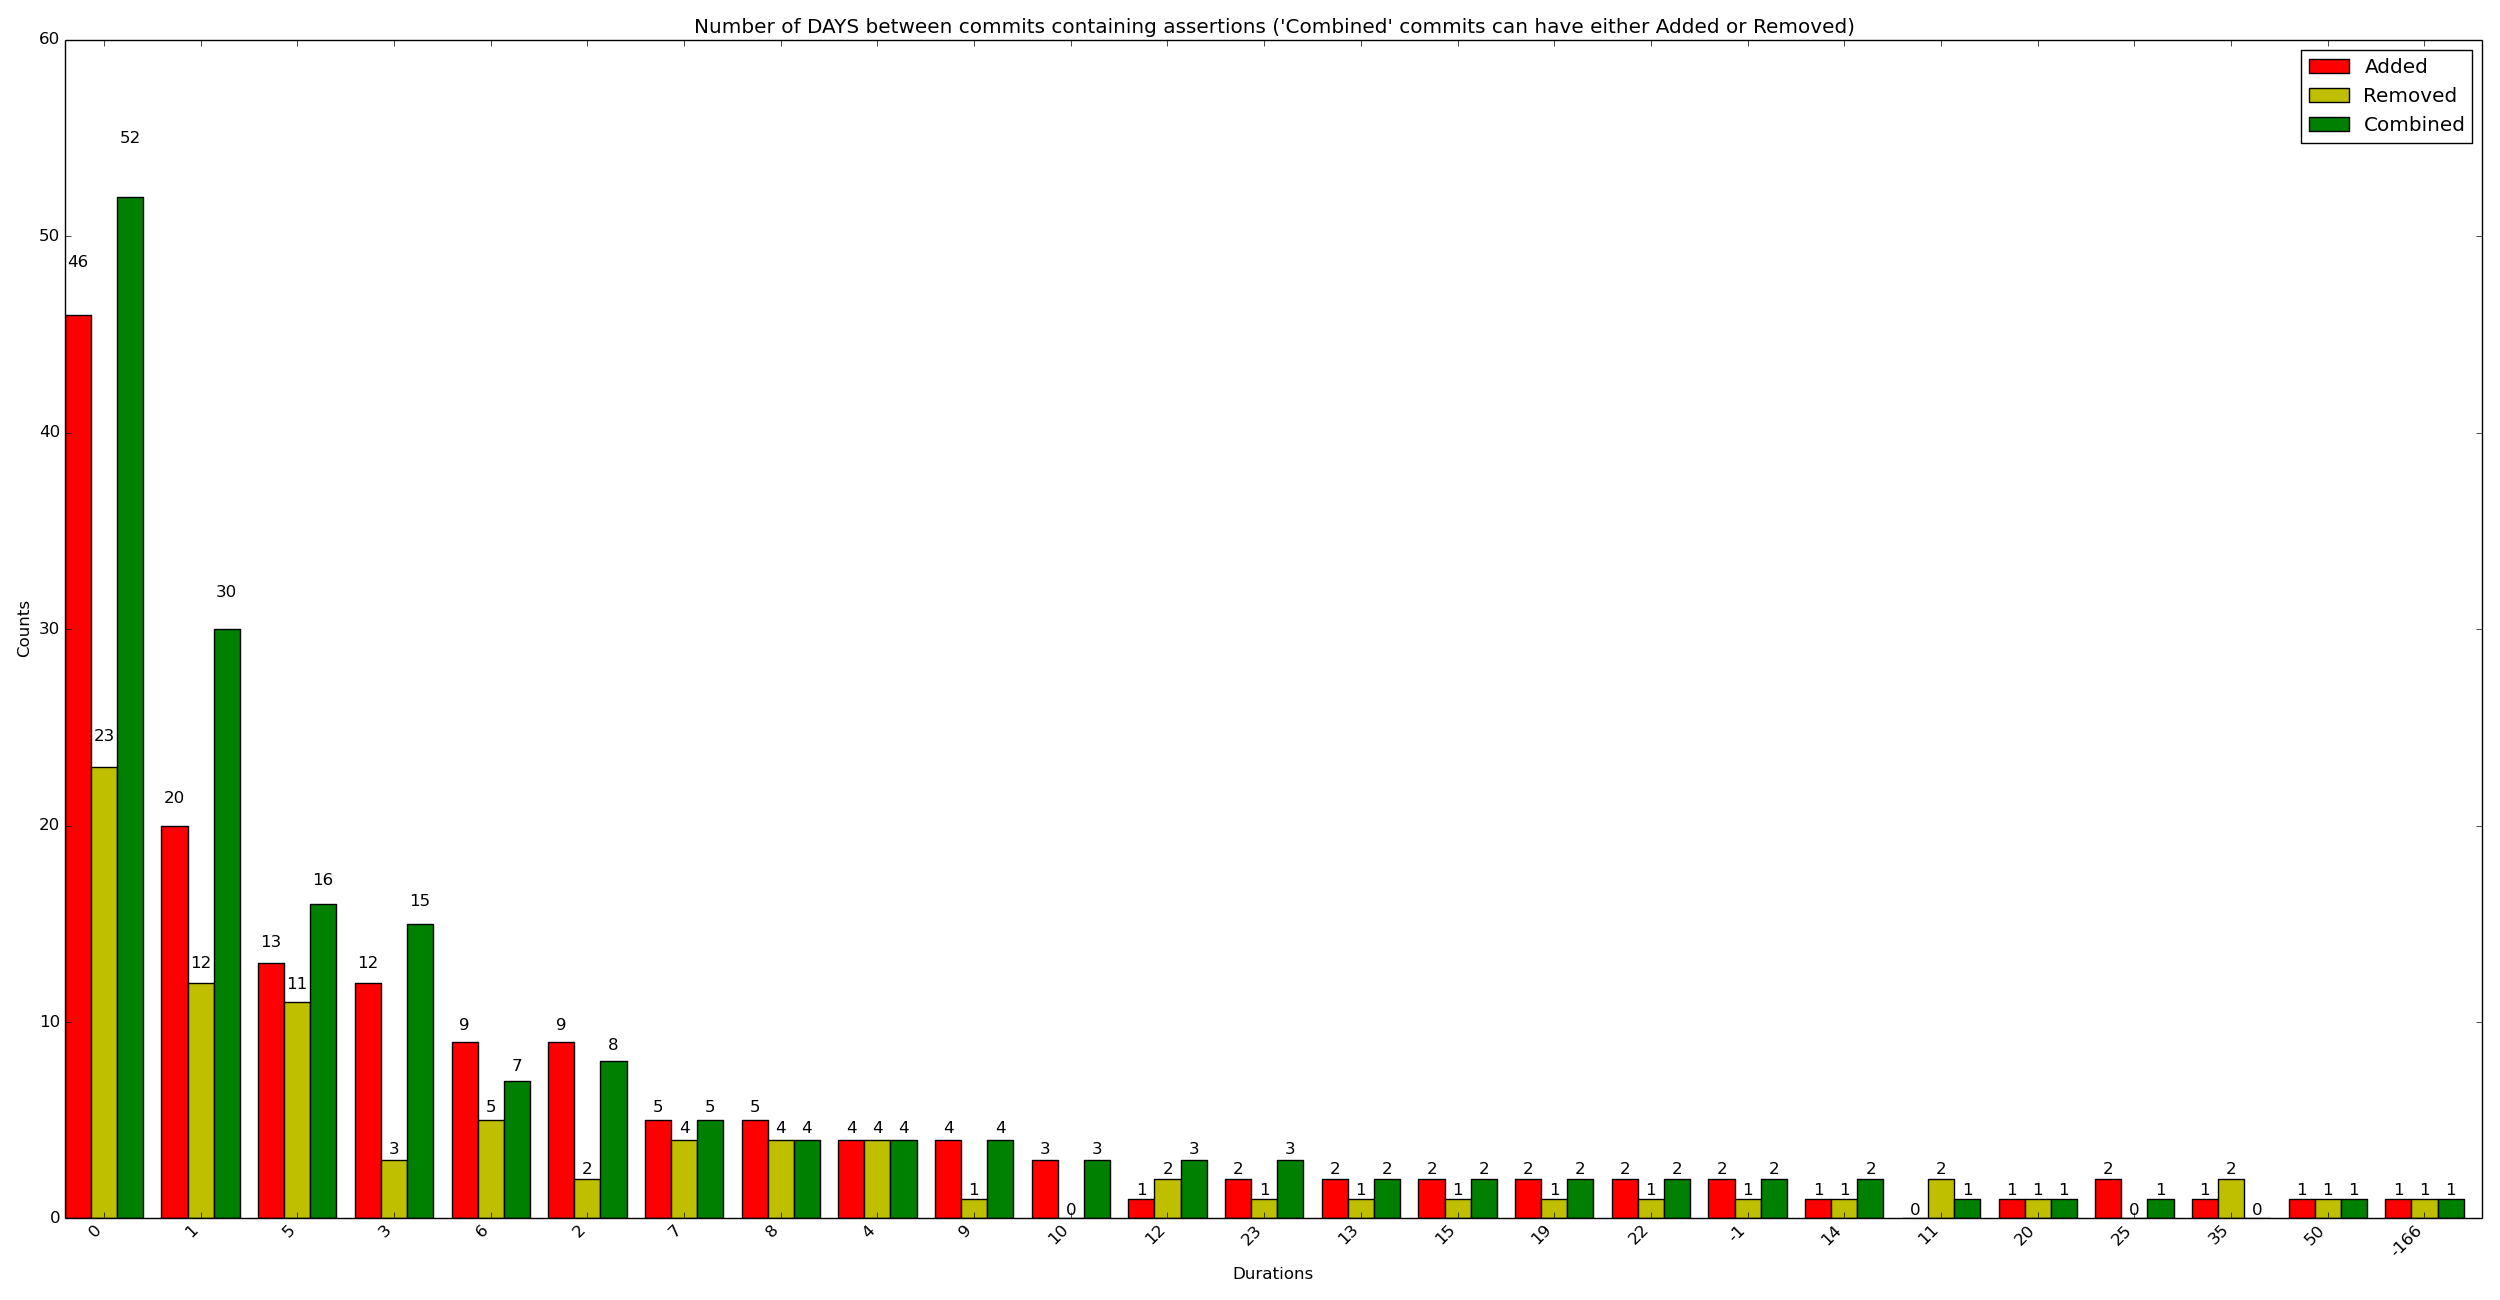 Number of DAYS between commits containing assertions ('Combined' commits can have either Added or Removed)
Added
Removed
Combined
Counts
60
50
40
30
20
10
0
46 23 52
20 12 30
13 11 16
12 3 15
9 5 7
9 2 8
5 4 5
5 4 4
4 4 4
4 1 4
3 0 3
1 2 3
2 1 3
2 1 2
2 1 2
2 1 2
2 1 2
2 1 2
1 1 2
0 2 1
1 1 1
2 0 1
1 2 0
1 1 1
1 1 1
0 1 5 3 6 2 7 8 4 9 10 12 23 13 15 19 22 -1 14 11 20 25 35 50 -166
Durations